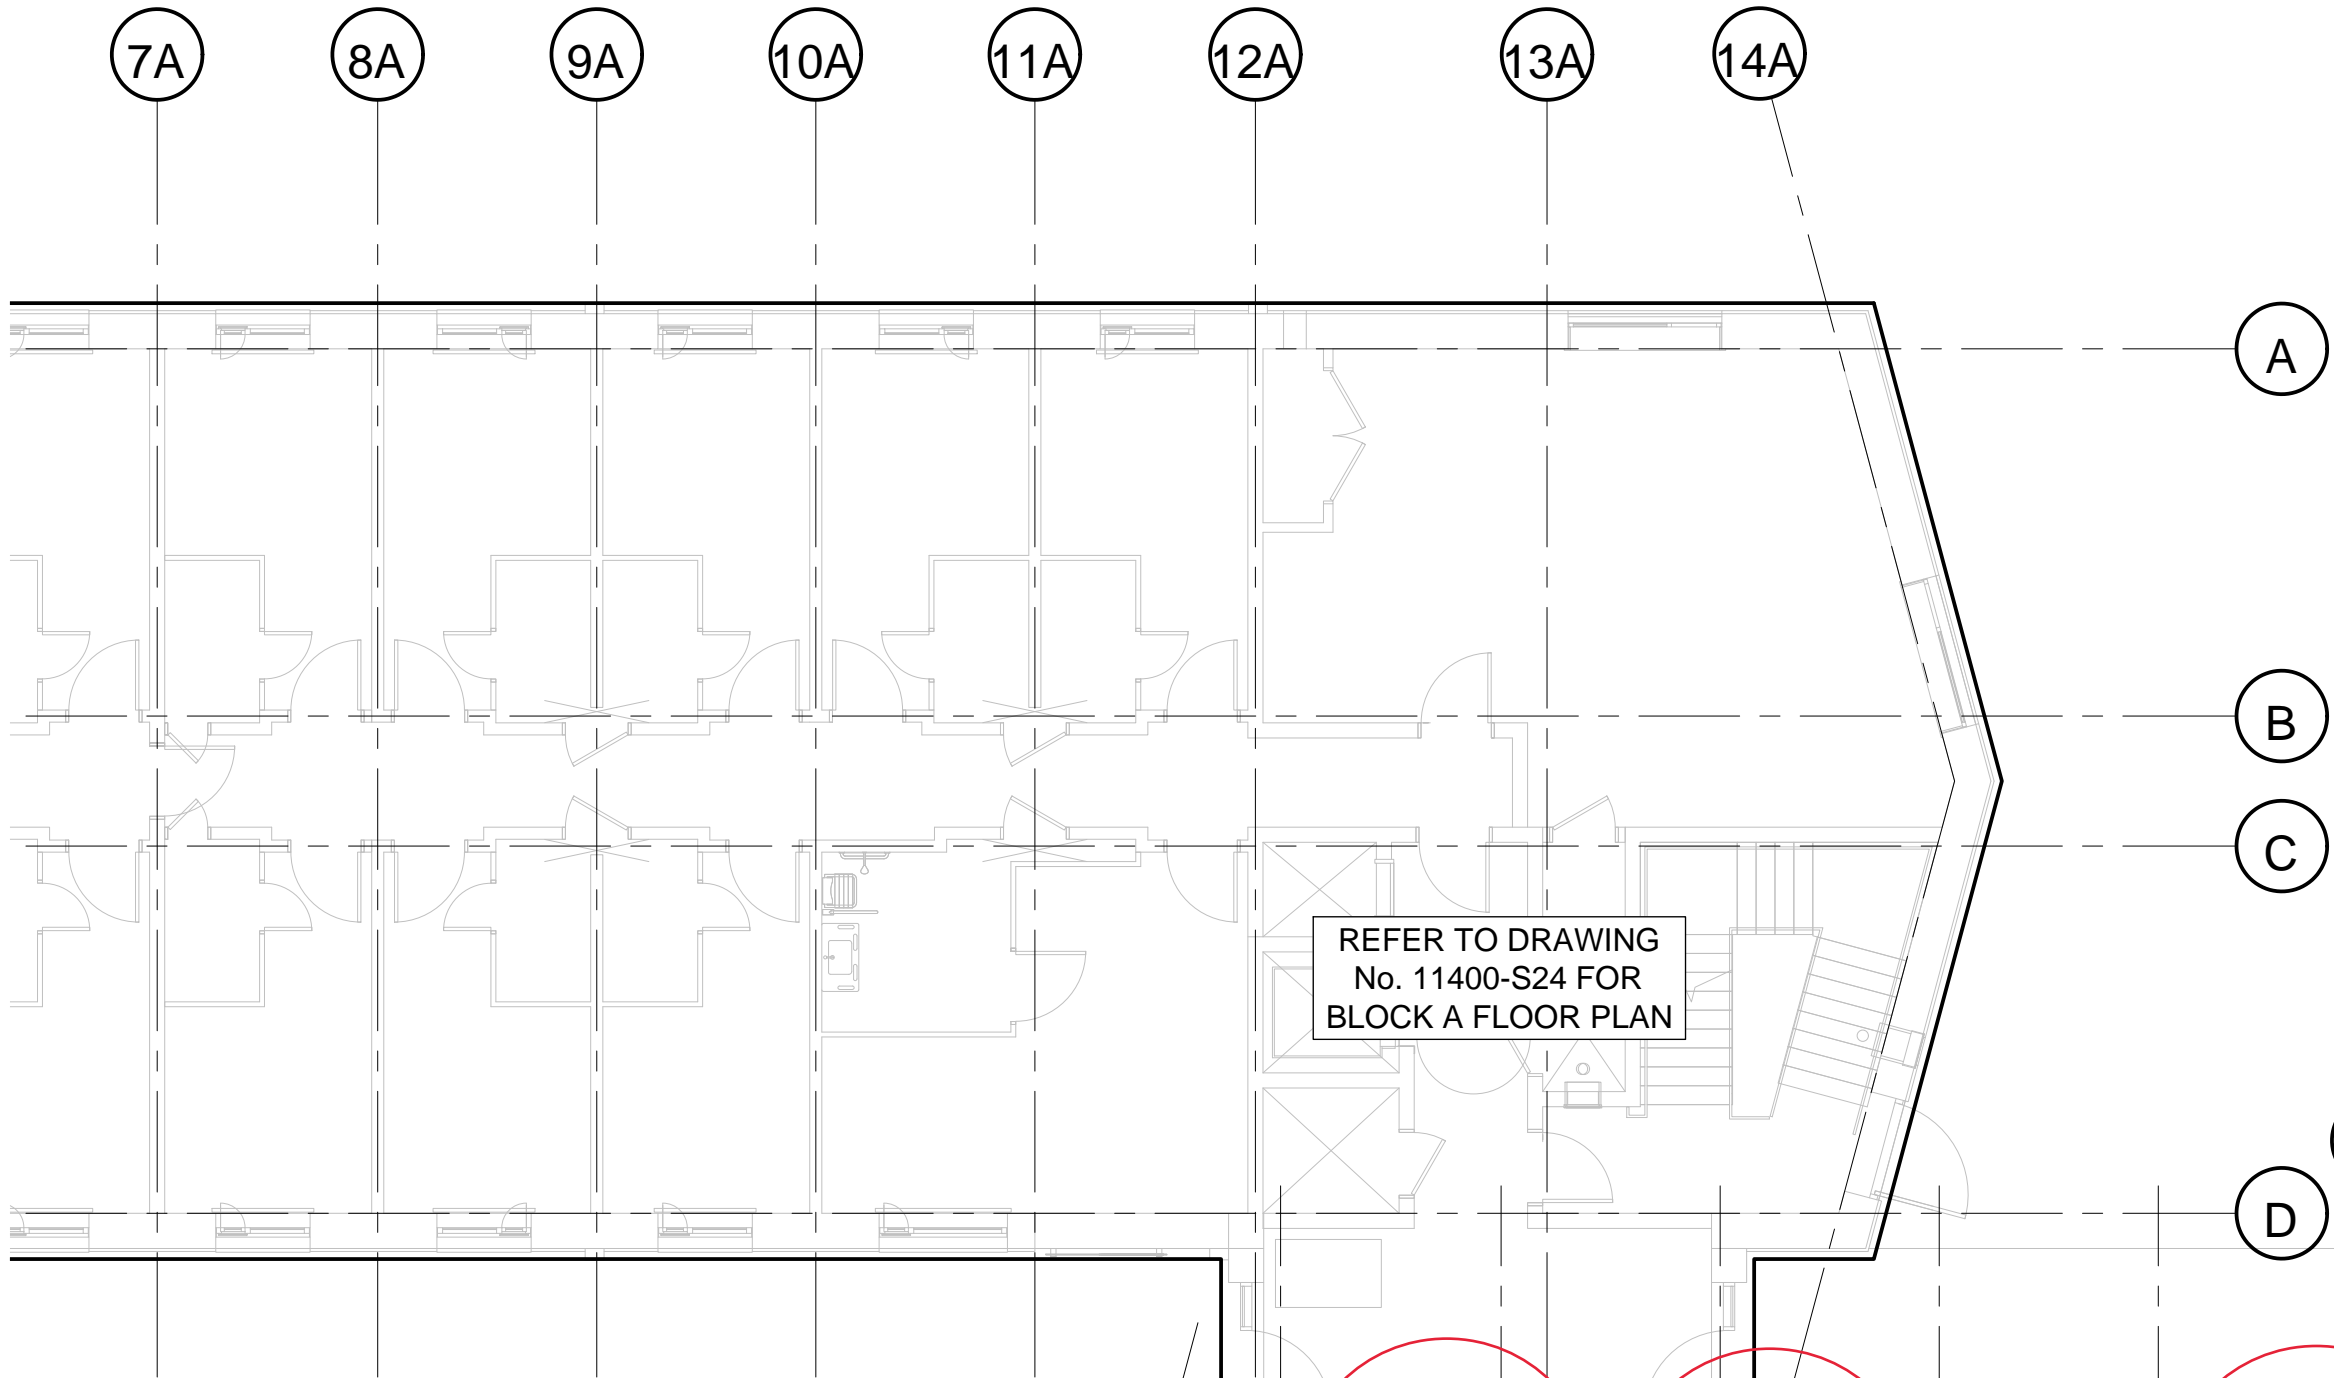 7A
8A
9A
10A
11A
12A
13A
14A
A
B
C
REFER TO DRAWING
No. 11400-S24 FOR
BLOCK A FLOOR PLAN
D